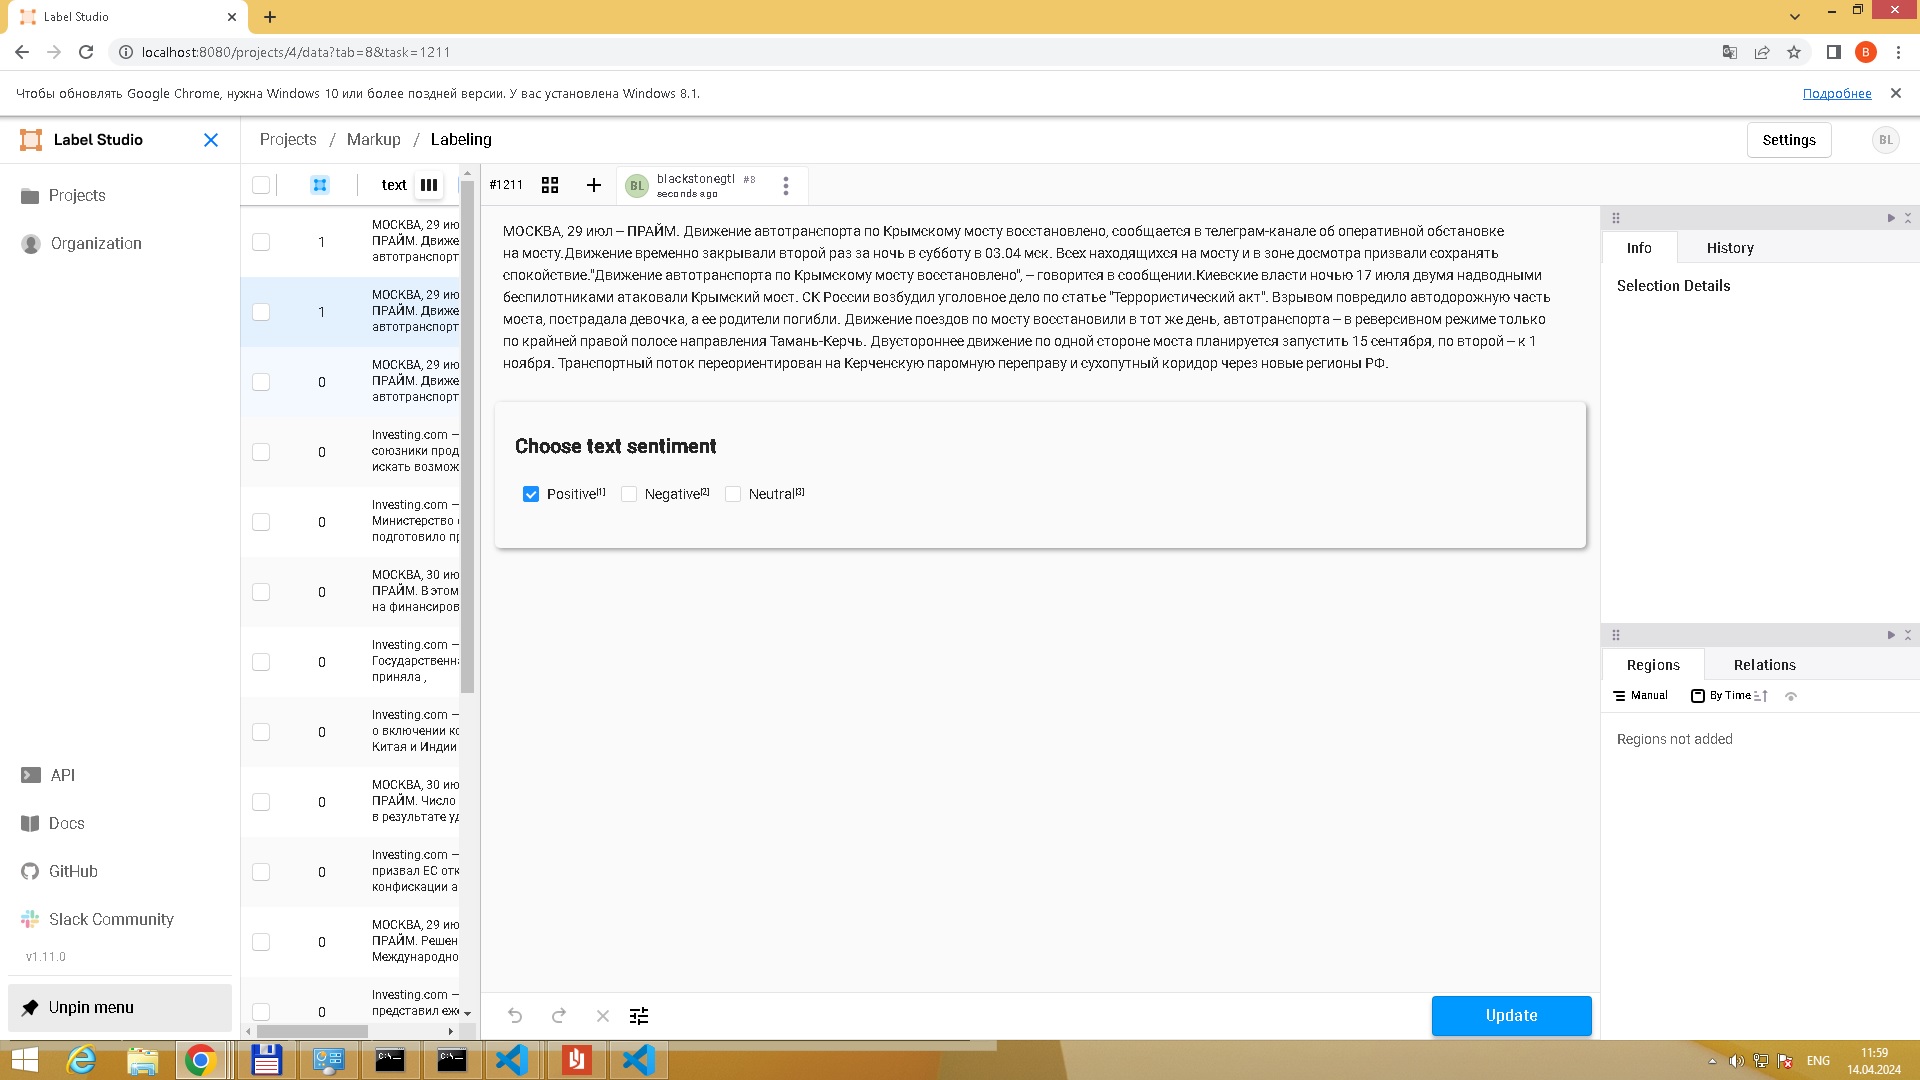 Label Studio
localhost:8080/projects/4/data?tab=8&task=1211
B
Чтобы обновлять Google Chrome, нужна Windows 10 или более поздней версии. У вас установлена Windows 8.1.
Подробнее
Label Studio
Projects / Markup / Labeling
Settings
BL
Projects
Organization
API
Docs
GitHub
Slack Community
v1.11.0
Unpin menu
text
1
МОСКВА, 29 ию
ПРАЙМ. Движе
автотранспорт
1
МОСКВА, 29 ию
ПРАЙМ. Движе
автотранспорт
0
МОСКВА, 29 ию
ПРАЙМ. Движе
автотранспорт
0
Investing.com —
союзники прод
искать возмож
0
Investing.com —
Министерство
подготовило п
0
МОСКВА, 30 ию
ПРАЙМ. В этом
на финансиров
0
Investing.com —
Государственн
приняла ,
0
Investing.com —
о включении к
Китая и Индии
0
МОСКВА, 30 ию
ПРАЙМ. Число
в результате уд
0
Investing.com —
призвал ЕС отк
конфискации а
0
МОСКВА, 29 ию
ПРАЙМ. Решен
Международно
0
Investing.com —
представил еже
#1211
BL
blackstonegtl #8
seconds ago
МОСКВА, 29 июл – ПРАЙМ. Движение автотранспорта по Крымскому мосту восстановлено, сообщается в телеграм-канале об оперативной обстановке
на мосту.Движение временно закрывали второй раз за ночь в субботу в 03.04 мск. Всех находящихся на мосту и в зоне досмотра призвали сохранять
спокойствие."Движение автотранспорта по Крымскому мосту восстановлено", – говорится в сообщении.Киевские власти ночью 17 июля двумя надводными
беспилотниками атаковали Крымский мост. СК России возбудил уголовное дело по статье "Террористический акт". Взрывом повредило автодорожную часть
моста, пострадала девочка, а ее родители погибли. Движение поездов по мосту восстановили в тот же день, автотранспорта – в реверсивном режиме только
по крайней правой полосе направления Тамань-Керчь. Двустороннее движение по одной стороне моста планируется запустить 15 сентября, по второй – к 1
ноября. Транспортный поток переориентирован на Керченскую паромную переправу и сухопутный коридор через новые регионы РФ.
Choose text sentiment
Positive[1] Negative[2] Neutral[3]
Update
Info
History
Selection Details
Regions
Relations
Manual
By Time
Regions not added
C:\
C:\
ENG
11:59
14.04.2024